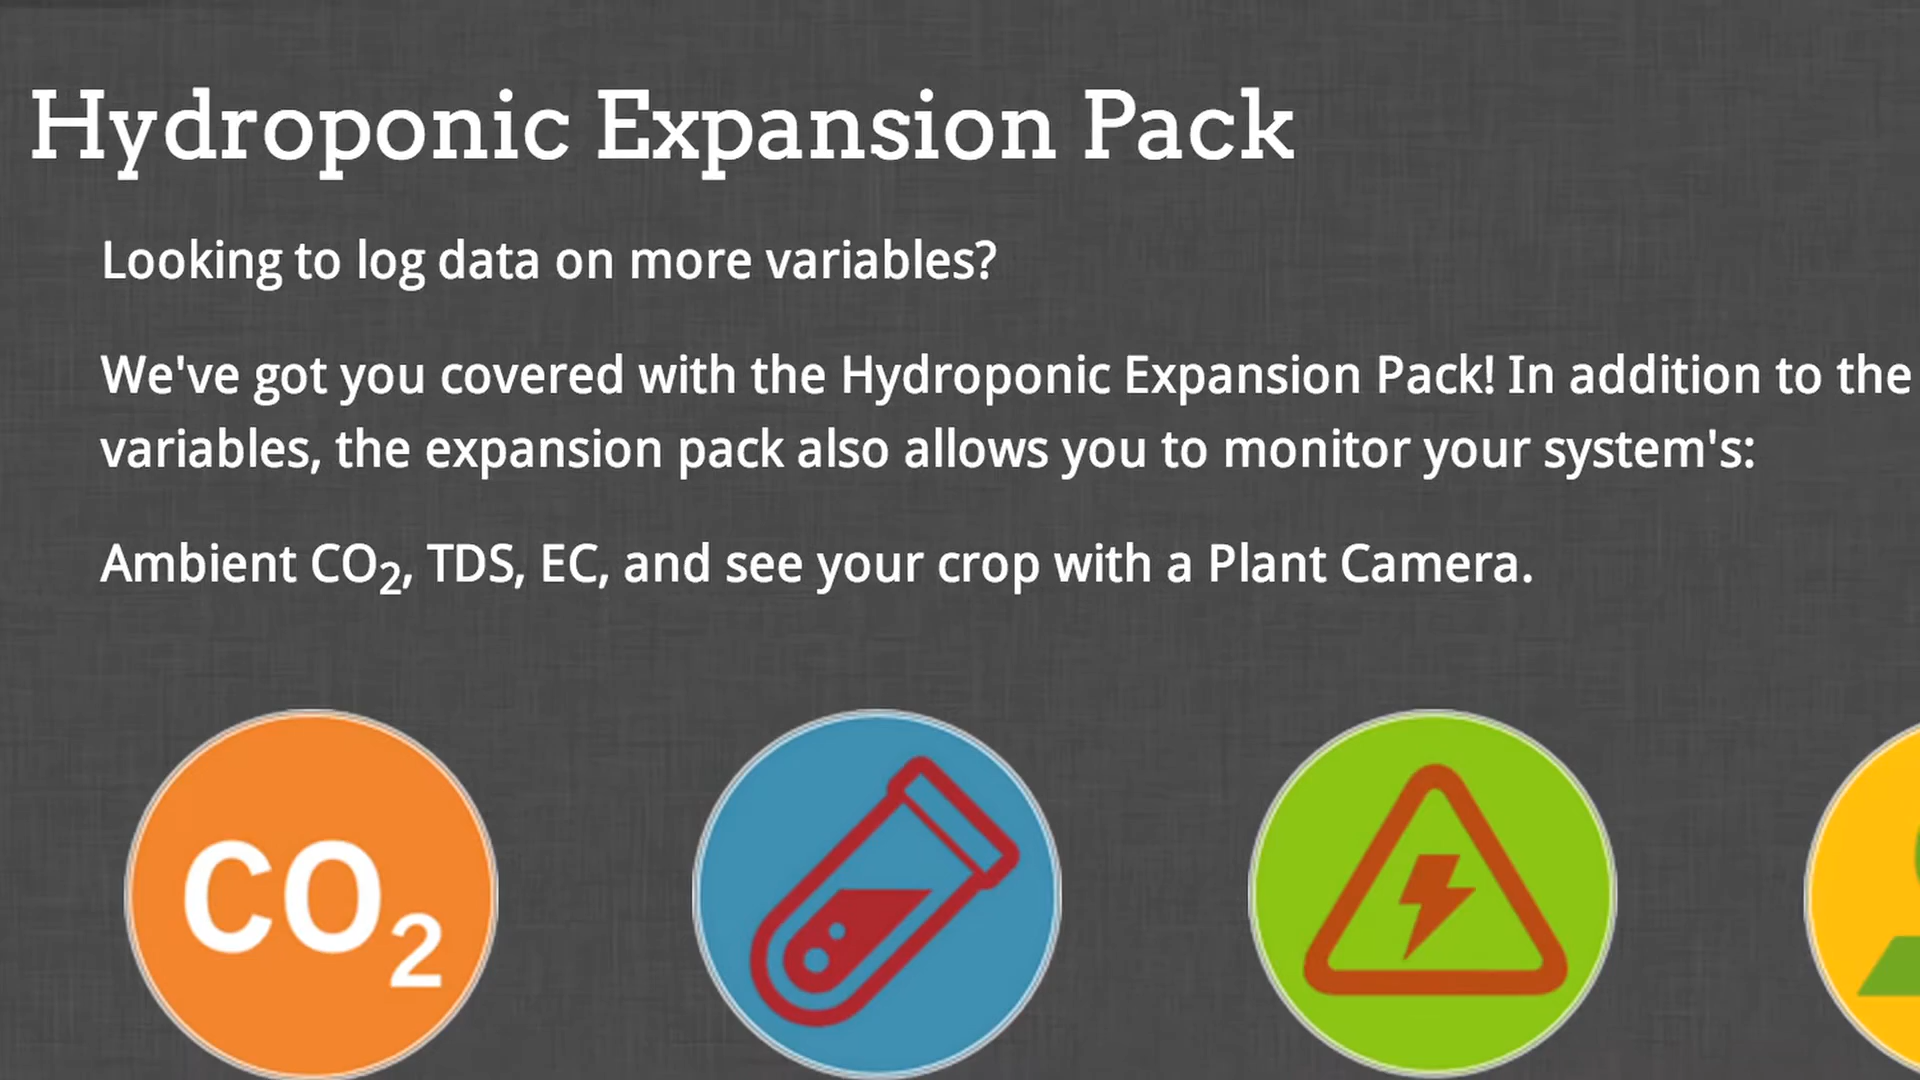 Hydroponic Expansion Pack
Looking to log data on more variables?
We've got you covered with the Hydroponic Expansion Pack! In addition to the
variables, the expansion pack also allows you to monitor your system's:
Ambient CO₂, TDS, EC, and see your crop with a Plant Camera.
CO₂